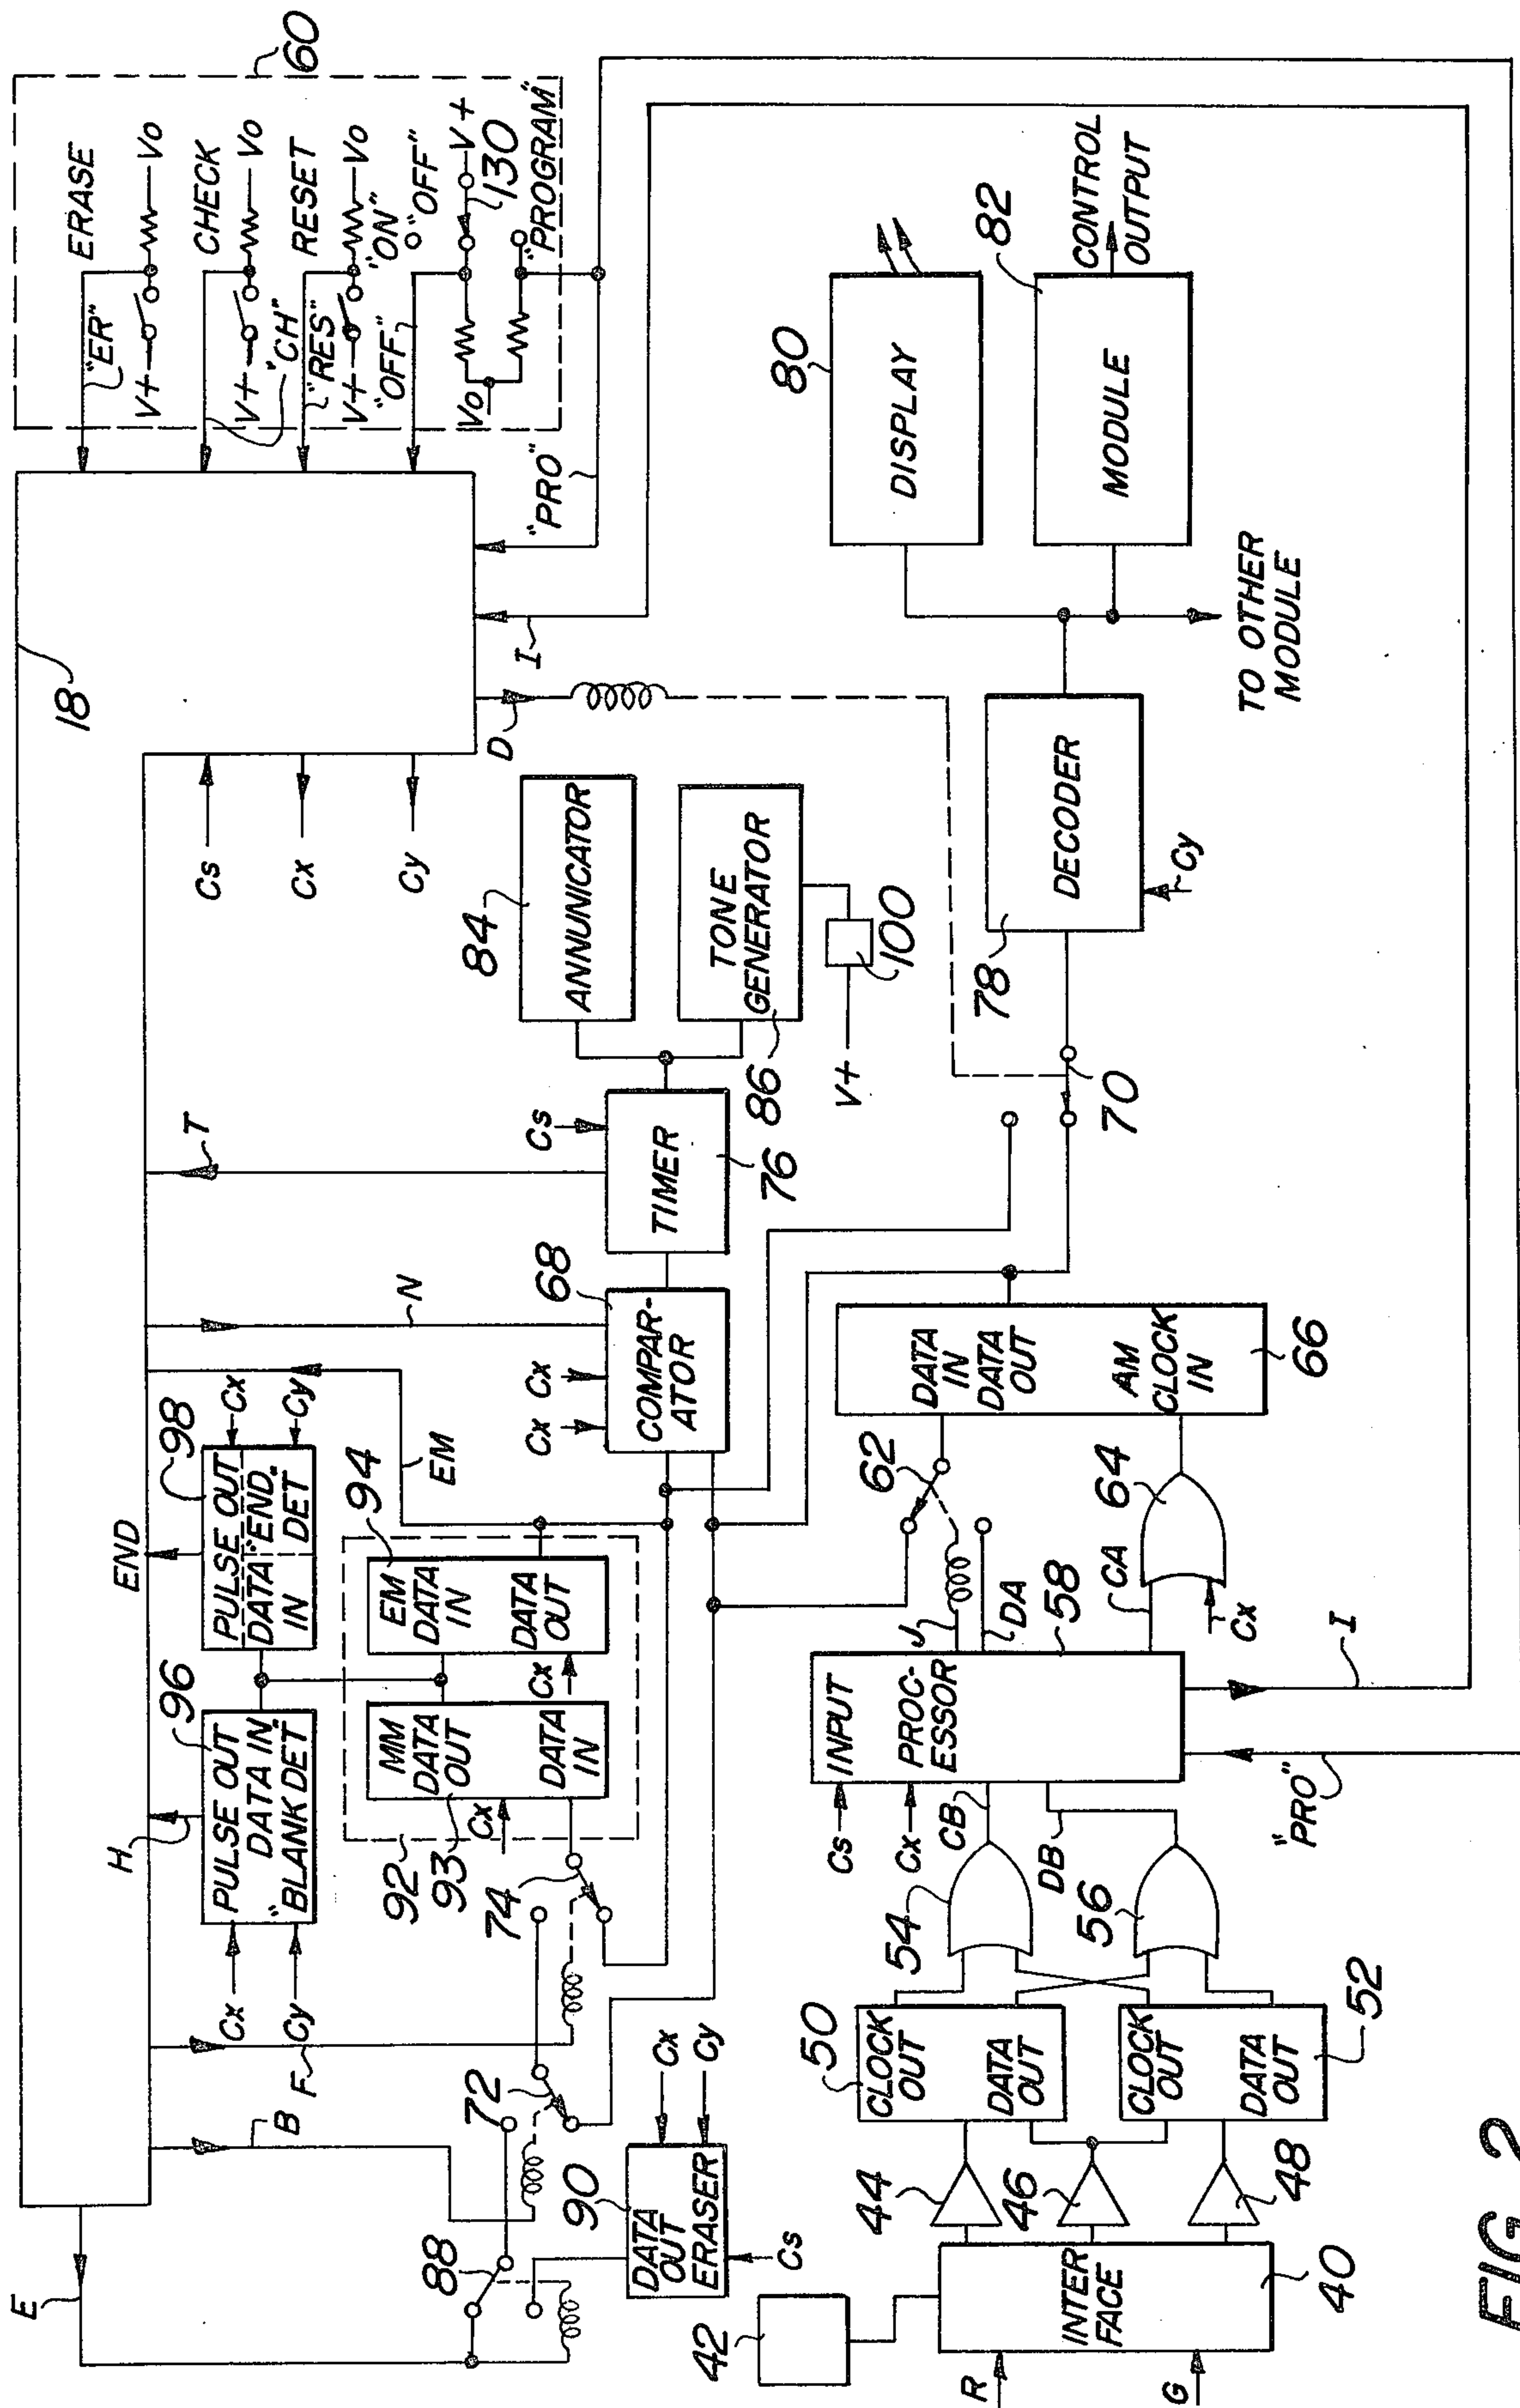 18
60
ERASE
"ER"
V+
Vo
CHECK
V+
Vo
"CH"
RESET
"RES"
V+
Vo
"ON"
"OFF"
"OFF"
V+
130
Vo
"PROGRAM"
"PRO"
I
D
Cs
Cx
Cy
E
B
F
H
END
EM
N
T
96
PULSE OUT
DATA IN
"BLANK DET."
Cx
Cy
98
PULSE OUT
DATA "END"
IN DET.
Cx
Cy
92
93
MM
DATA
OUT
DATA
IN
Cx
94
EM
DATA
IN
DATA
OUT
Cx
68
COMPAR-
ATOR
Cx
Cx
TIMER
76
Cs
84
ANNUNICATOR
TONE
GENERATOR
86
100
V+
88
72
74
90
DATA
OUT
ERASER
Cx
Cy
Cs
80
DISPLAY
82
MODULE
CONTROL
OUTPUT
TO OTHER
MODULE
78
DECODER
Cy
70
62
DATA
IN
DATA
OUT
AM
CLOCK
IN
66
64
Cx
CA
J
DA
58
INPUT
PROC-
ESSOR
Cs
Cx
CB
DB
I
"PRO"
54
56
50
CLOCK
OUT
DATA
OUT
52
CLOCK
OUT
DATA
OUT
44
46
48
42
INTER
FACE
40
R
G
FIG 2